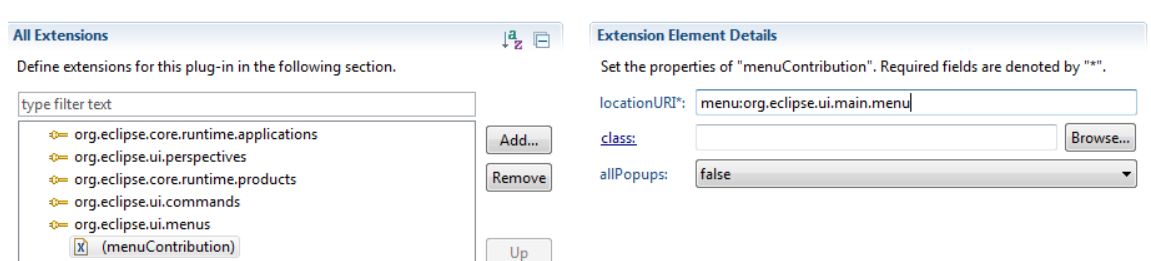 All Extensions
Define extensions for this plug-in in the following section.
type filter text
org.eclipse.core.runtime.applications
org.eclipse.ui.perspectives
org.eclipse.core.runtime.products
org.eclipse.ui.commands
org.eclipse.ui.menus
(menuContribution)
Add...
Remove
Up
Extension Element Details
Set the properties of "menuContribution". Required fields are denoted by "*".
locationURI*: menu:org.eclipse.ui.main.menu
class: Browse...
allPopups: false